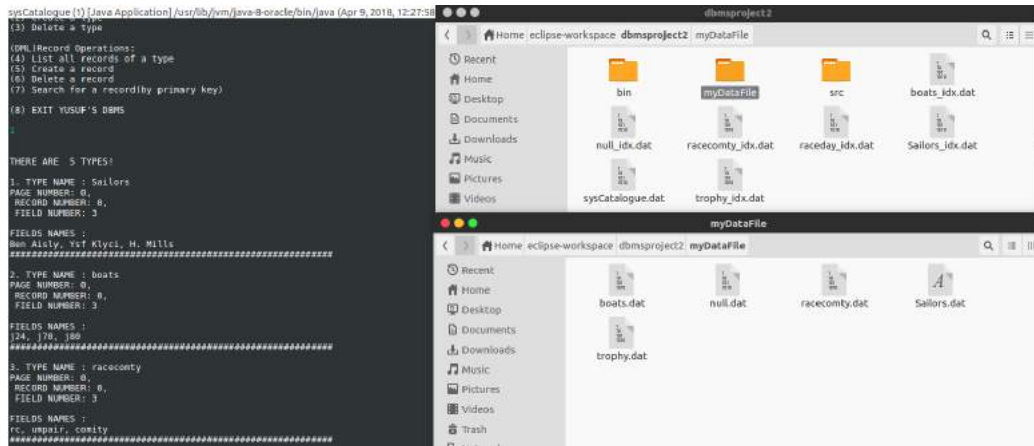 sysCatalogue (1) [Java Application] /usr/lib/jvm/java-8-oracle/bin/java (Apr 9, 2018, 12:27:58
(2) Create a type
(3) Delete a type
(DML)Record Operations:
(4) List all records of a type
(5) Create a record
(6) Delete a record
(7) Search for a record(by primary key)
(8) EXIT YUSUF'S DBMS
THERE ARE 5 TYPES:
1. TYPE NAME : Sailors
PAGE NUMBER: 0,
RECORD NUMBER: 0,
FIELD NUMBER: 3
FIELDS NAMES :
Ben Aisly, Ysf Klyci, H. Mills
############################################################
2. TYPE NAME : boats
PAGE NUMBER: 0,
RECORD NUMBER: 0,
FIELD NUMBER: 3
FIELDS NAMES :
j24, j70, j80
############################################################
3. TYPE NAME : racecomty
PAGE NUMBER: 0,
RECORD NUMBER: 0,
FIELD NUMBER: 3
FIELDS NAMES :
rc, umpair, comity
############################################################
dbmsproject2
Home eclipse-workspace dbmsproject2 myDataFile
Recent
Home
Desktop
Documents
Downloads
Music
Pictures
Videos
bin
myDataFile
src
boats_idx.dat
null_idx.dat
racecomty_idx.dat
raceday_idx.dat
Sailors_idx.dat
sysCatalogue.dat
trophy_idx.dat
myDataFile
Home eclipse-workspace dbmsproject2 myDataFile
Recent
Home
Desktop
Documents
Downloads
Music
Pictures
Videos
Trash
boats.dat
null.dat
racecomty.dat
Sailors.dat
trophy.dat